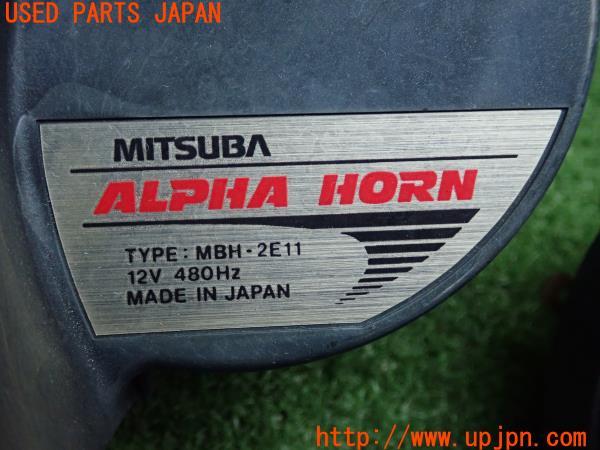 USED PARTS JAPAN
MITSUBA
ALPHA HORN
TYPE: MBH-2E11
12V 480Hz
MADE IN JAPAN
http://www.upjpn.com/